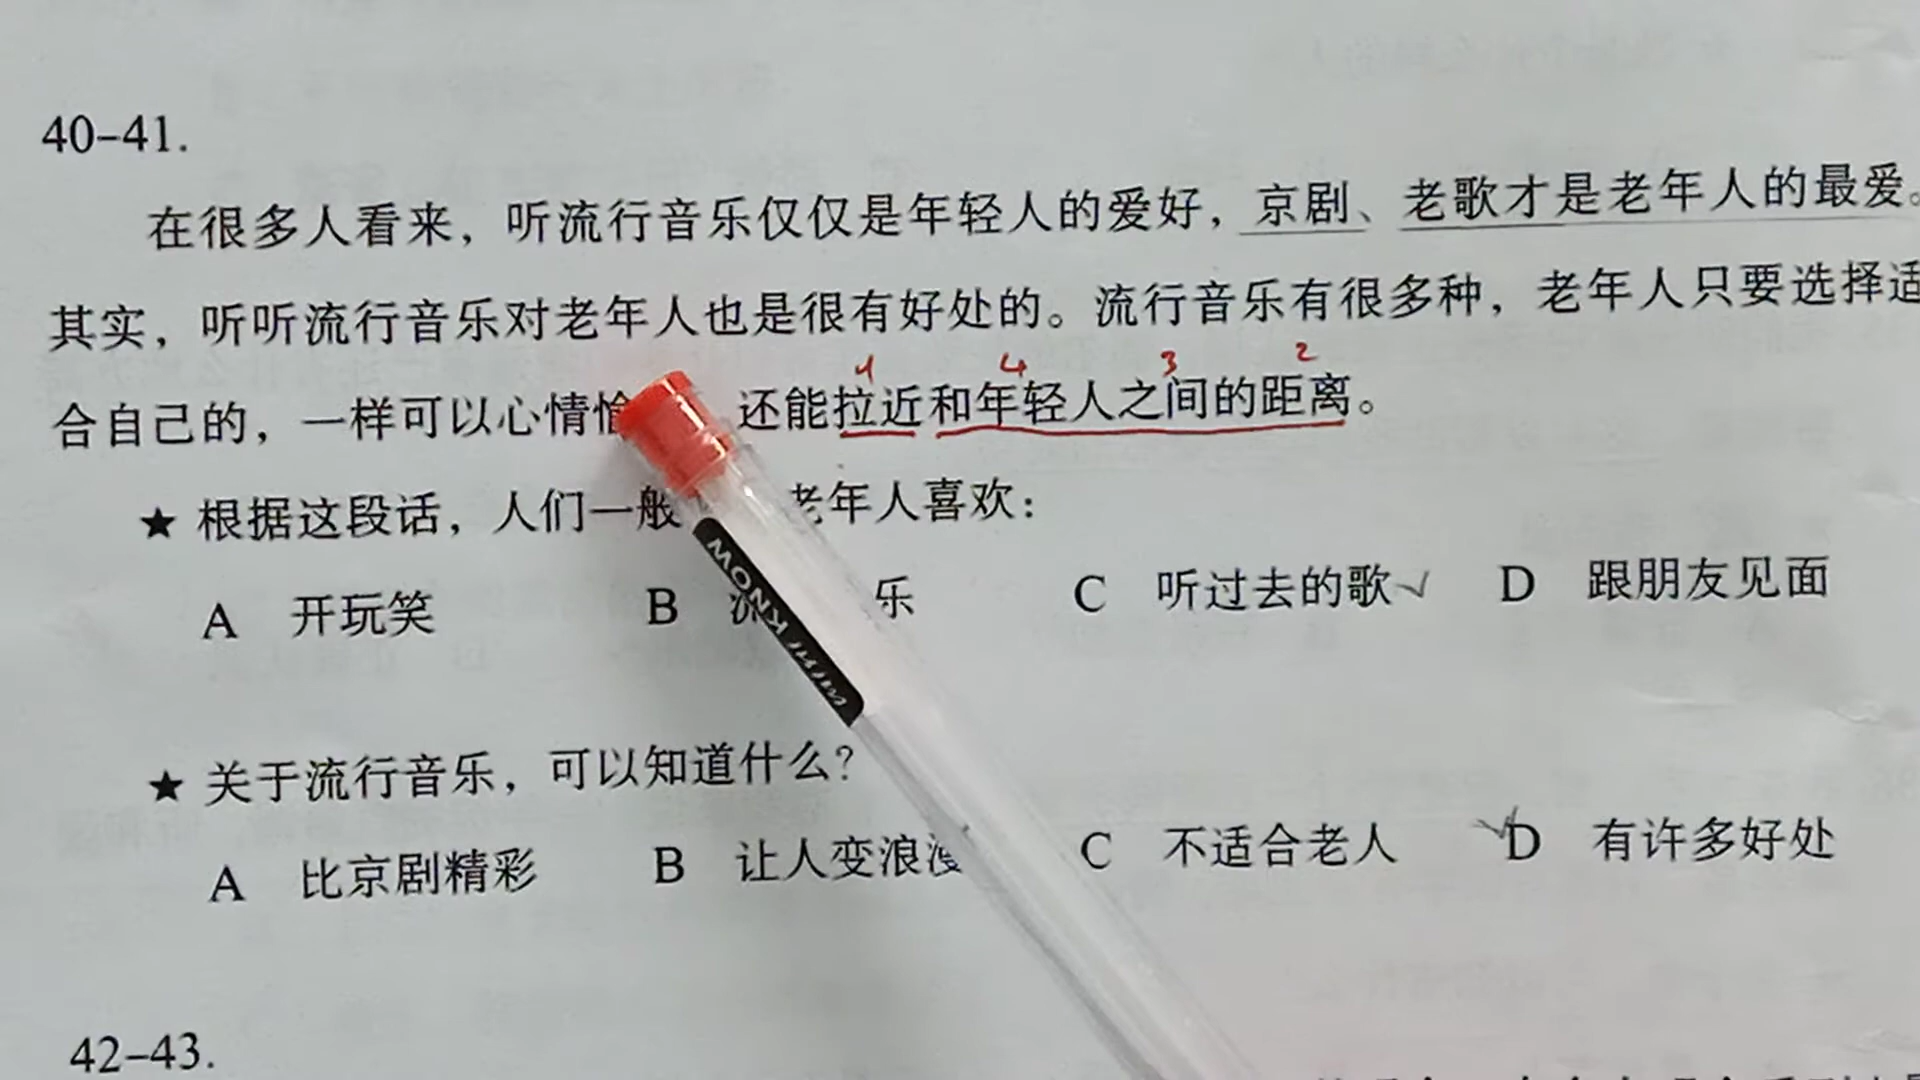 40-41.
在很多人看来，听流行音乐仅仅是年轻人的爱好，京剧、老歌才是老年人的最爱。
其实，听听流行音乐对老年人也是很有好处的。流行音乐有很多种，老年人只要选择适
1 4 3 2
合自己的，一样可以心情 还能拉近和年轻人之间的距离。
★ 根据这段话，人们一般 老年人喜欢：
A 开玩笑 B 乐 C 听过去的歌✓ D 跟朋友见面
MIHI KNOW
★ 关于流行音乐，可以知道什么？
A 比京剧精彩 B 让人变浪漫 C 不适合老人 ✓D 有许多好处
42-43.